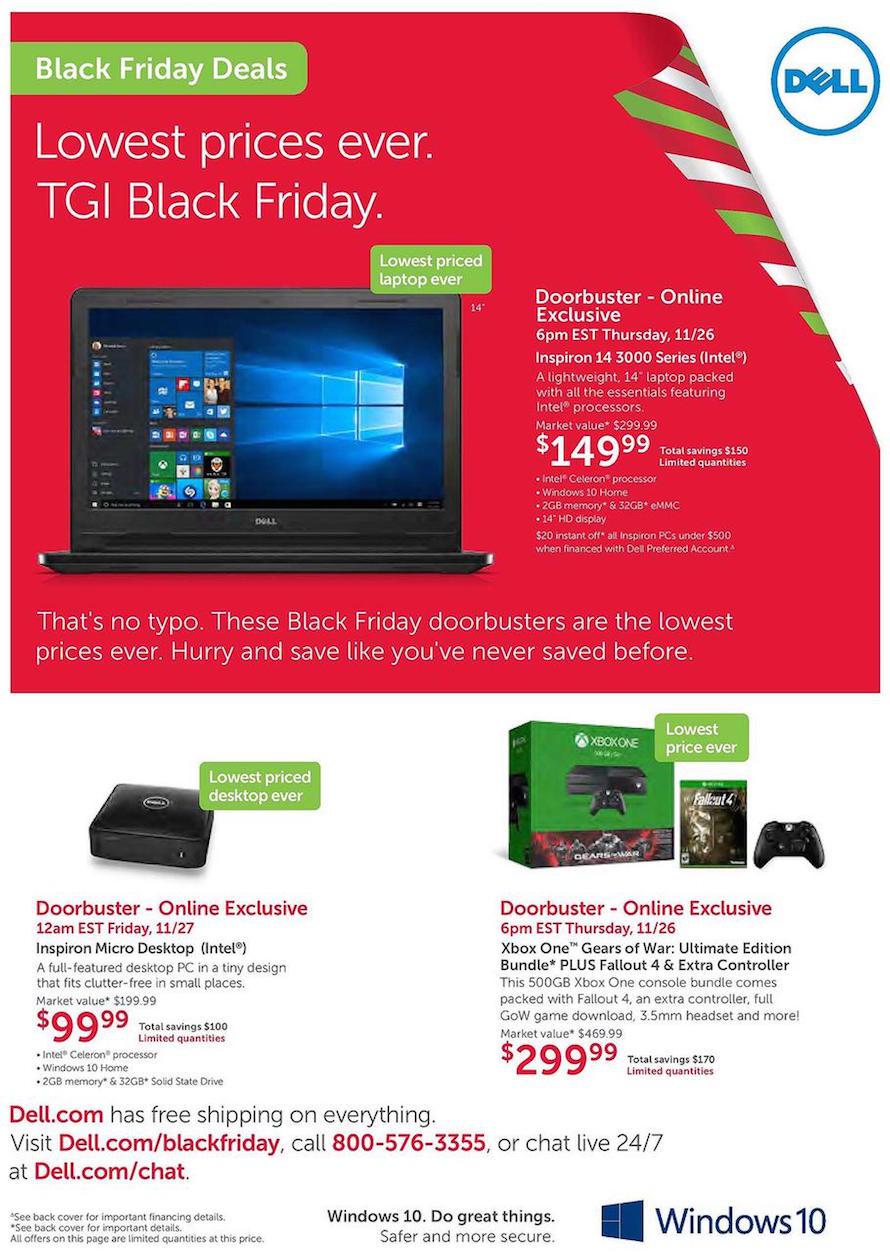 Black Friday Deals
DELL
Lowest prices ever.
TGI Black Friday.
Lowest priced
laptop ever
14"
DELL
Doorbuster - Online
Exclusive
6pm EST Thursday, 11/26
Inspiron 14 3000 Series (Intel®)
A lightweight, 14" laptop packed
with all the essentials featuring
Intel® processors.
Market value* $299.99
$149.99 Total savings $150
Limited quantities
• Intel® Celeron® processor
• Windows 10 Home
• 2GB memory* & 32GB* eMMC
• 14" HD display
$20 instant off* all Inspiron PCs under $500
when financed with Dell Preferred Account.Δ
That's no typo. These Black Friday doorbusters are the lowest
prices ever. Hurry and save like you've never saved before.
Lowest priced
desktop ever
DELL
Doorbuster - Online Exclusive
12am EST Friday, 11/27
Inspiron Micro Desktop (Intel®)
A full-featured desktop PC in a tiny design
that fits clutter-free in small places.
Market value* $199.99
$99.99 Total savings $100
Limited quantities
• Intel® Celeron® processor
• Windows 10 Home
• 2GB memory* & 32GB* Solid State Drive
Lowest
price ever
XBOX ONE
Fallout 4
GEARS OF WAR
Doorbuster - Online Exclusive
6pm EST Thursday, 11/26
Xbox One™ Gears of War: Ultimate Edition
Bundle* PLUS Fallout 4 & Extra Controller
This 500GB Xbox One console bundle comes
packed with Fallout 4, an extra controller, full
GoW game download, 3.5mm headset and more!
Market value* $469.99
$299.99 Total savings $170
Limited quantities
Dell.com has free shipping on everything.
Visit Dell.com/blackfriday, call 800-576-3355, or chat live 24/7
at Dell.com/chat.
ΔSee back cover for important financing details.
*See back cover for important details.
All offers on this page are limited quantities at this price.
Windows 10. Do great things.
Safer and more secure.
Windows 10